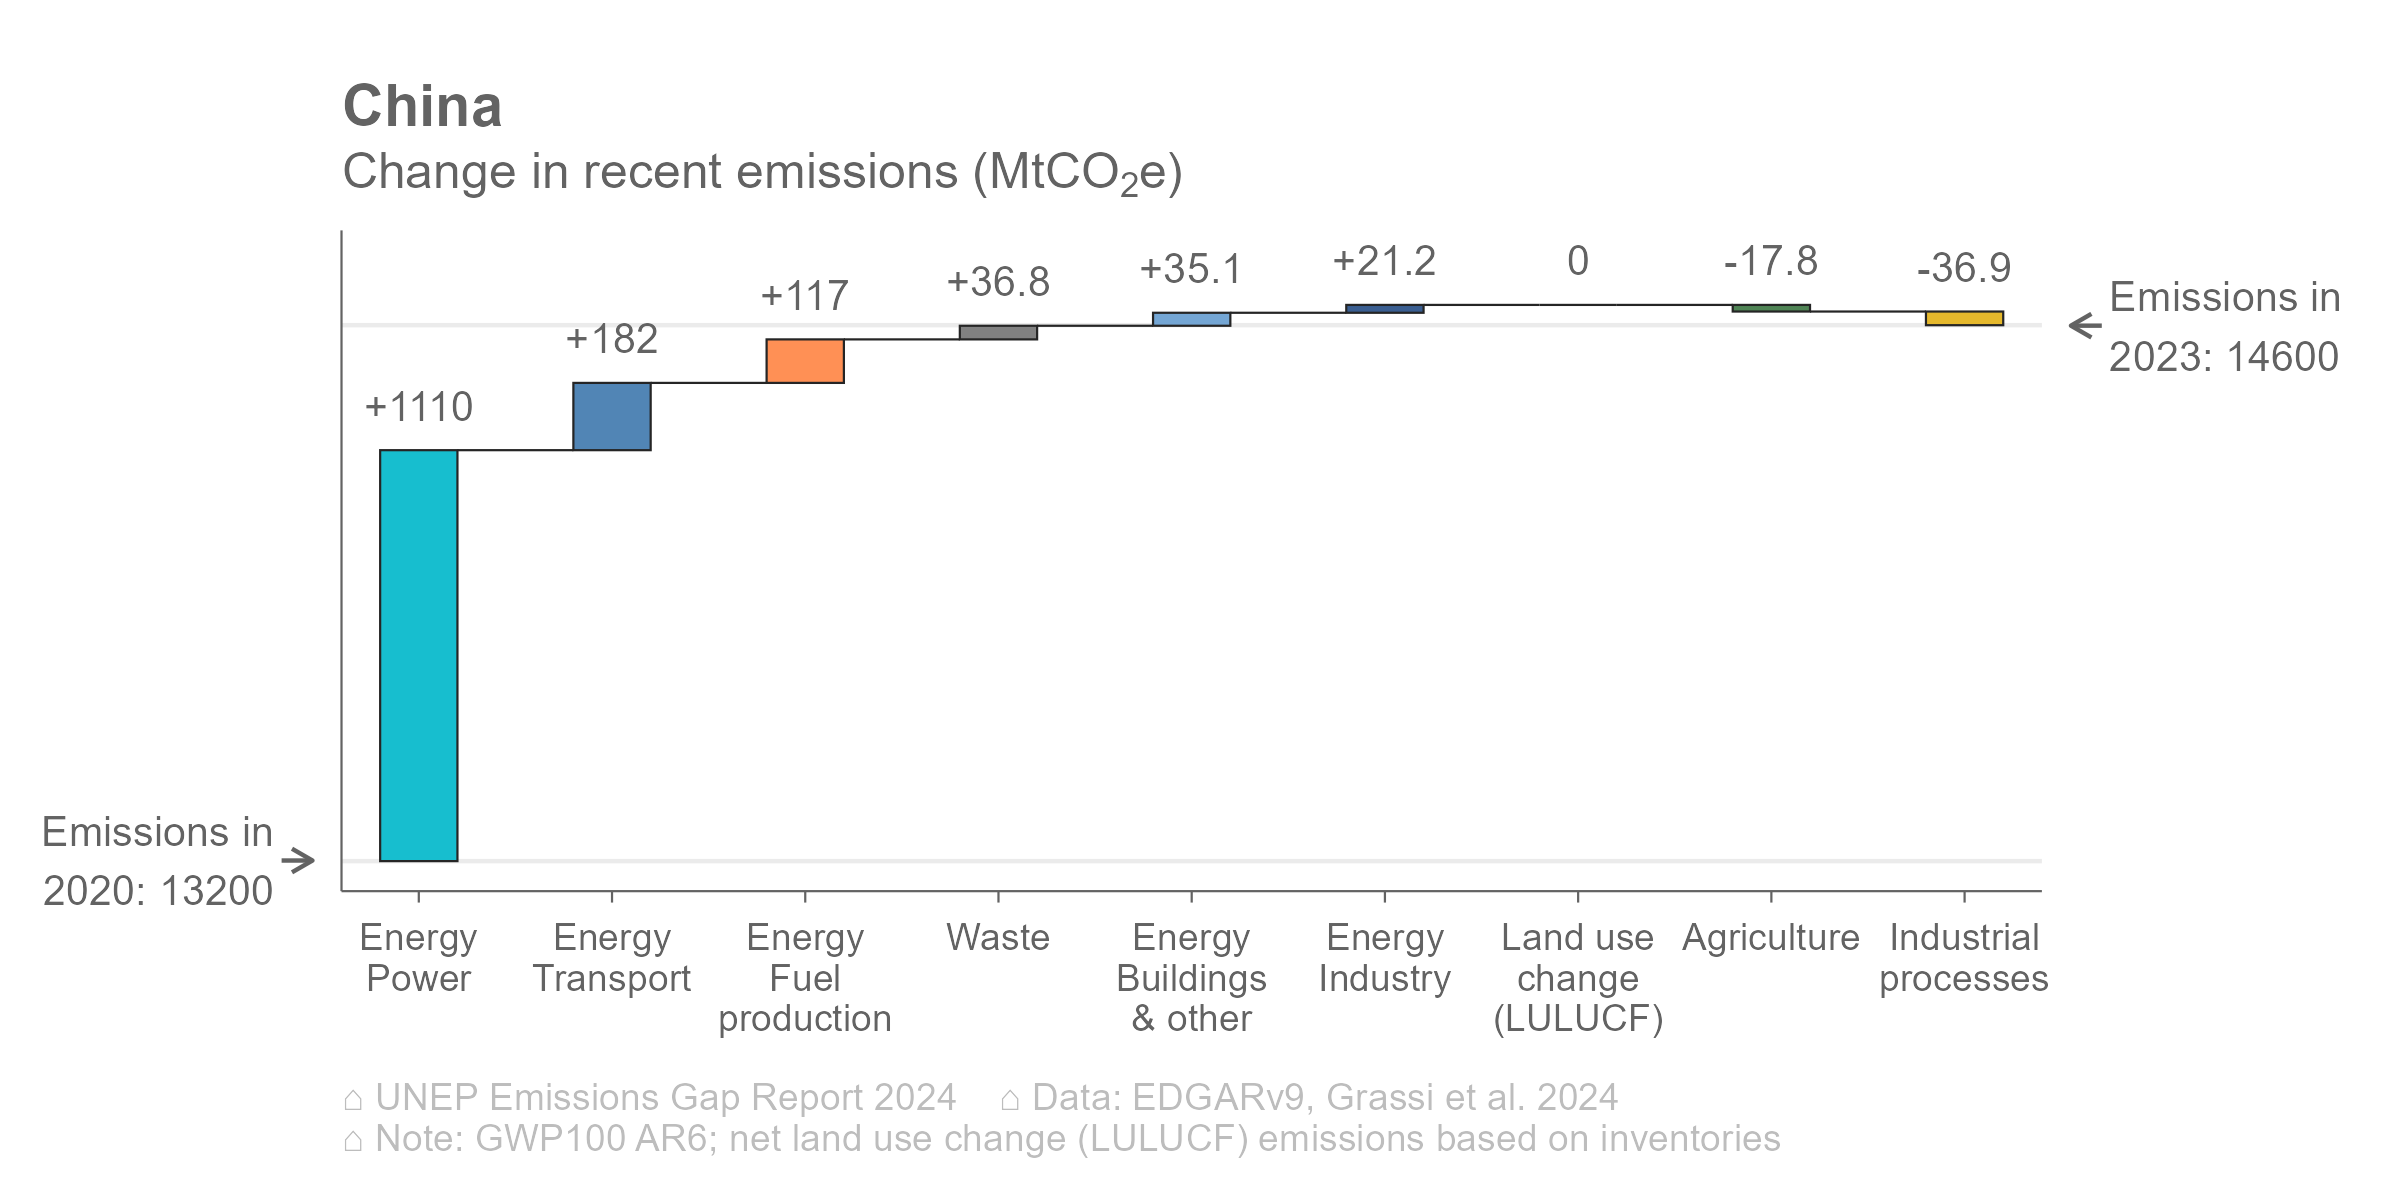 China
Change in recent emissions (MtCO₂e)
+1110
+182
+117
+36.8
+35.1
+21.2
0
-17.8
-36.9
Emissions in
2023: 14600
Emissions in
2020: 13200
Energy
Power
Energy
Transport
Energy
Fuel
production
Waste
Energy
Buildings
& other
Energy
Industry
Land use
change
(LULUCF)
Agriculture
Industrial
processes
⌂ UNEP Emissions Gap Report 2024 ⌂ Data: EDGARv9, Grassi et al. 2024
⌂ Note: GWP100 AR6; net land use change (LULUCF) emissions based on inventories